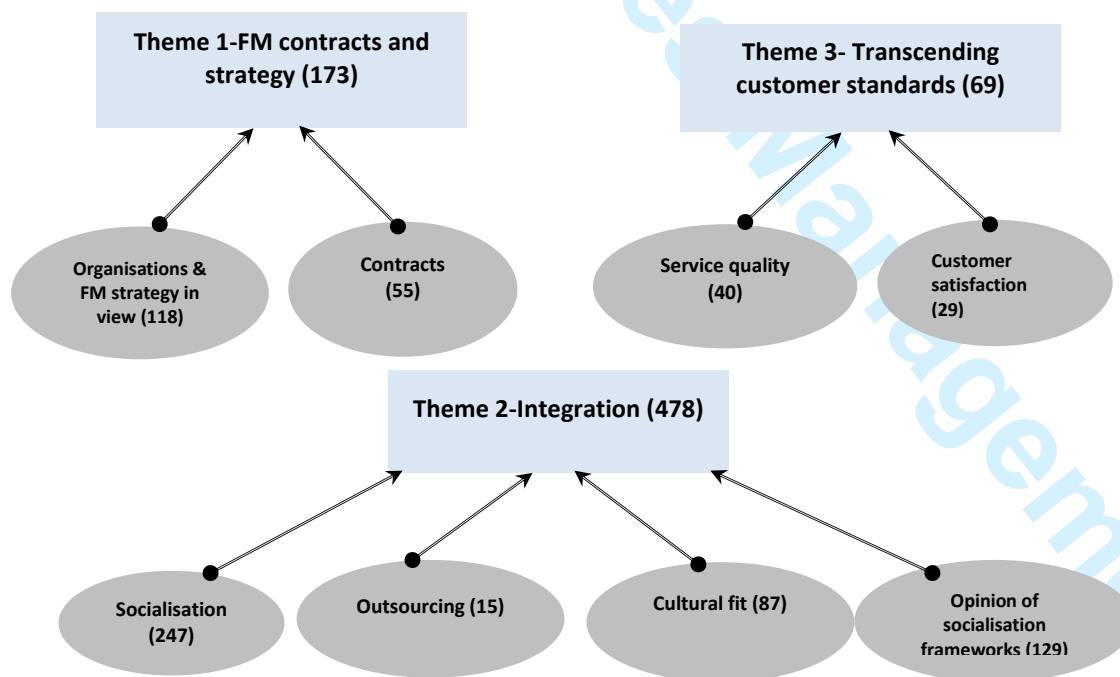 Theme 1-FM contracts and
strategy (173)
Theme 3- Transcending
customer standards (69)
Organisations &
FM strategy in
view (118)
Contracts
(55)
Service quality
(40)
Customer
satisfaction
(29)
Theme 2-Integration (478)
Socialisation
(247)
Outsourcing (15)
Cultural fit (87)
Opinion of
socialisation
frameworks (129)